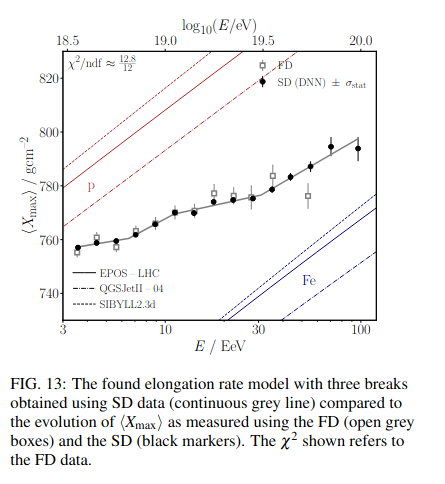 log₁₀(E/eV)
18.5 19.0 19.5 20.0
χ²/ndf ≈ 12.8/12
FD
SD (DNN) ± σstat
820
800
780
760
740
⟨Xmax⟩ / gcm⁻²
p
Fe
EPOS – LHC
QGSJetII – 04
SIBYLL2.3d
3 10 30 100
E / EeV
FIG. 13: The found elongation rate model with three breaks
obtained using SD data (continuous grey line) compared to
the evolution of ⟨Xmax⟩ as measured using the FD (open grey
boxes) and the SD (black markers). The χ² shown refers to
the FD data.